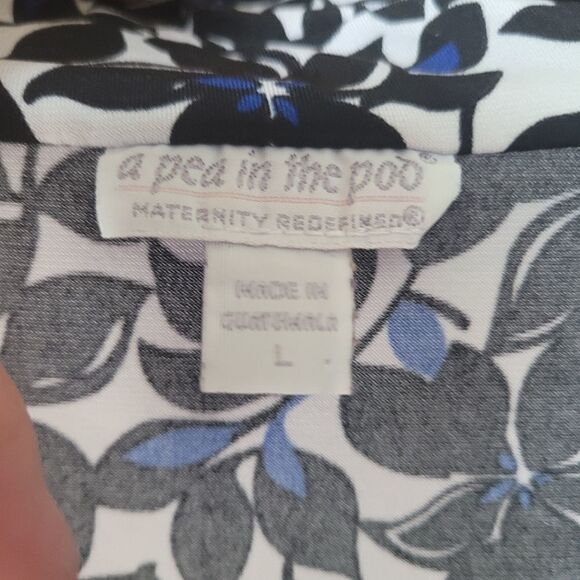 a pea in the pod®
MATERNITY REDEFINED®
MADE IN
GUATEMALA
L